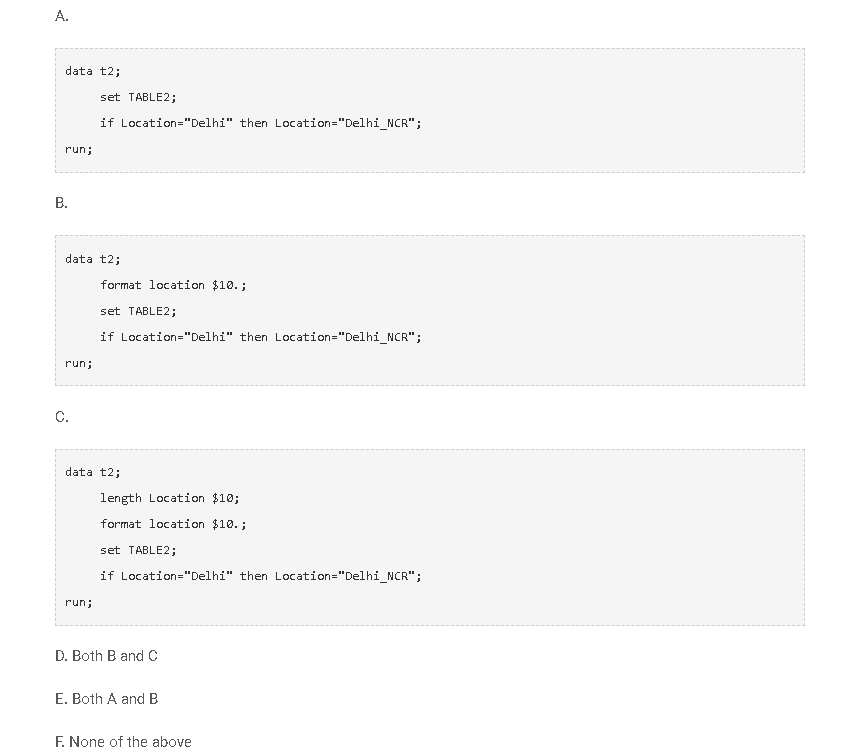 A.
data t2;
set TABLE2;
if Location="Delhi" then Location="Delhi_NCR";
run;
B.
data t2;
format location $10.;
set TABLE2;
if Location="Delhi" then Location="Delhi_NCR";
run;
C.
data t2;
length Location $10;
format location $10.;
set TABLE2;
if Location="Delhi" then Location="Delhi_NCR";
run;
D. Both B and C
E. Both A and B
F. None of the above